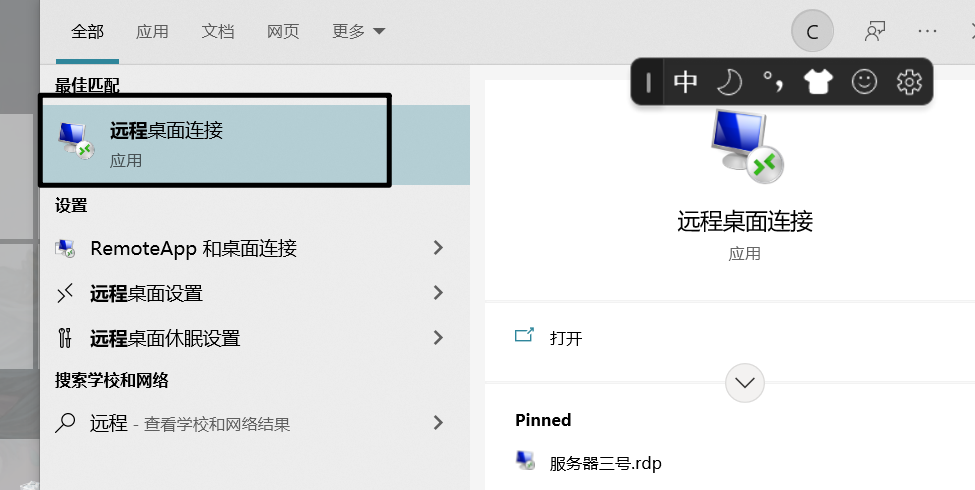 全部 应用 文档 网页 更多 C
中
最佳匹配
远程桌面连接
应用
设置
RemoteApp 和桌面连接
远程桌面设置
远程桌面休眠设置
搜索学校和网络
远程 - 查看学校和网络结果
远程桌面连接
应用
打开
Pinned
服务器三号.rdp